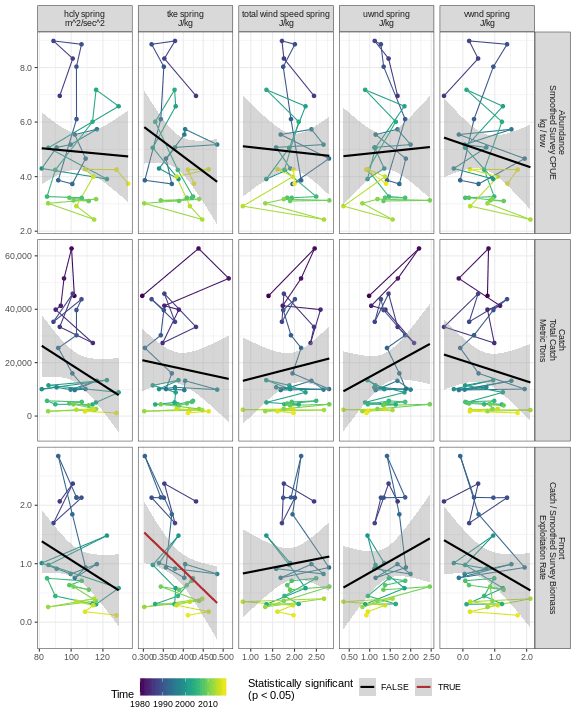 hcly spring
m^2/sec^2
tke spring
J/kg
total wind speed spring
J/kg
uwnd spring
J/kg
vwnd spring
J/kg
8.0
6.0
4.0
2.0
Abundance
Smoothed Survey CPUE
kg / tow
60,000
40,000
20,000
0
Catch
Total Catch
Metric Tons
2.0
1.0
0.0
Fmort
Catch / Smoothed Survey Biomass
Exploitation Rate
80 100 120
0.300 0.350 0.400 0.450 0.500
1.00 1.50 2.00 2.50
0.50 1.00 1.50 2.00 2.50
0.0 1.0 2.0
Time
1980 1990 2000 2010
Statistically significant
(p < 0.05)
FALSE
TRUE